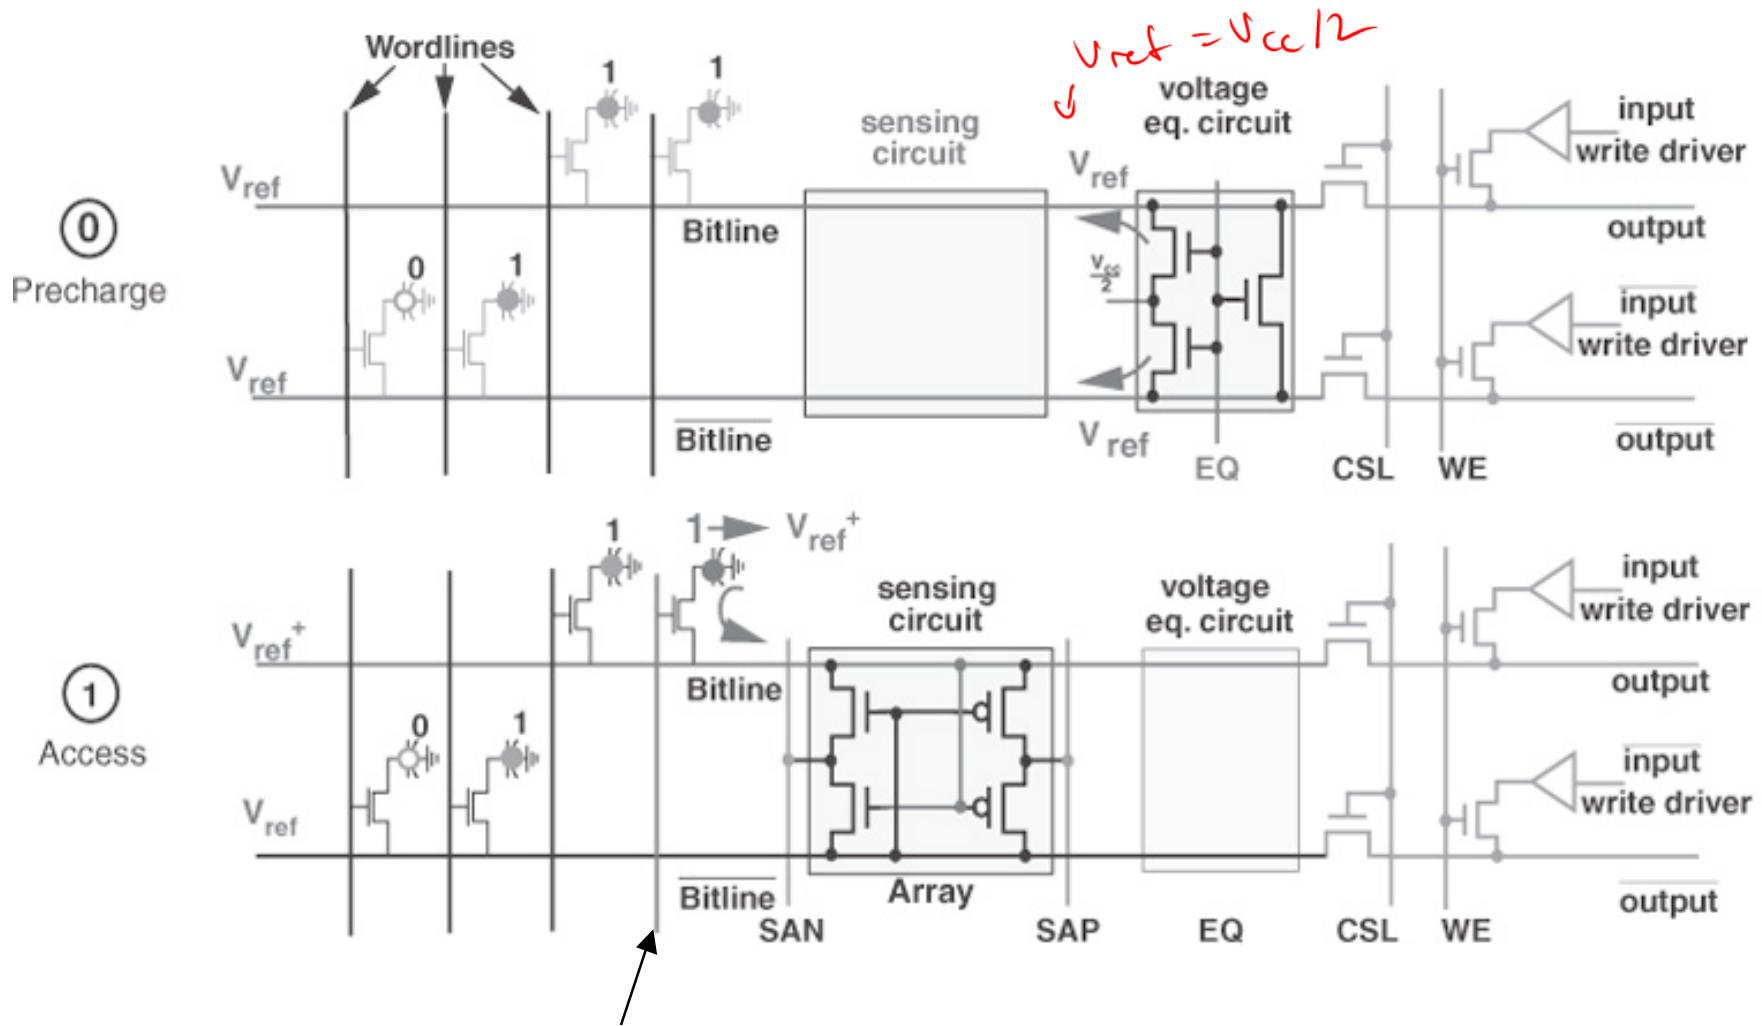 Vref = Vcc/2
Wordlines
1
1
sensing
circuit
voltage
eq. circuit
input
write driver
Vref
Vref
Bitline
output
0
Precharge
0
1
Vcc
2
input
write driver
Vref
Bitline
Vref
EQ
CSL
WE
output
1
1
Vref+
sensing
circuit
voltage
eq. circuit
input
write driver
Vref+
Bitline
output
1
Access
0
1
input
write driver
Vref
Bitline
Array
output
SAN
SAP
EQ
CSL
WE